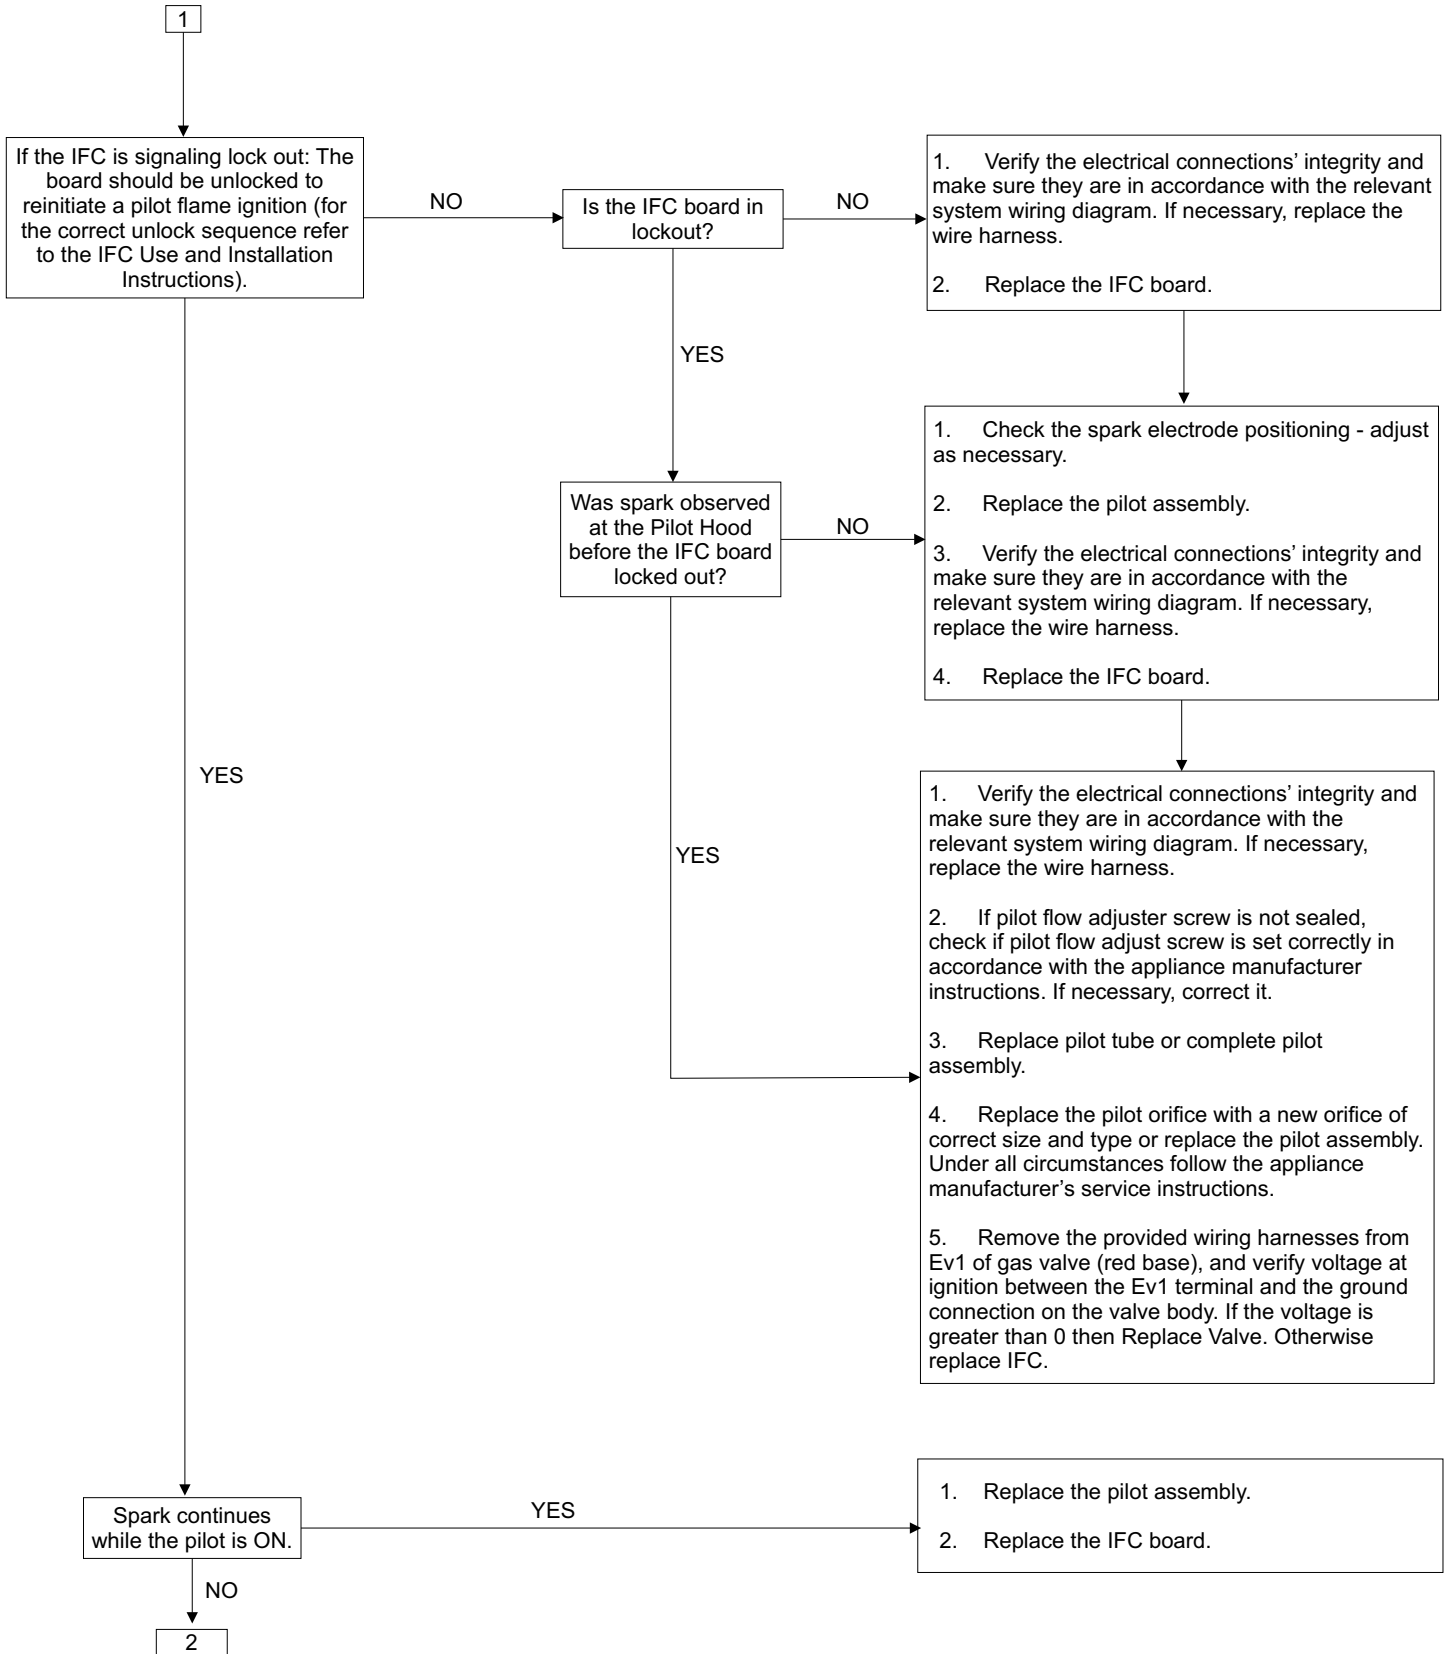 1
If the IFC is signaling lock out: The
board should be unlocked to
reinitiate a pilot flame ignition (for
the correct unlock sequence refer
to the IFC Use and Installation
Instructions).
NO
Is the IFC board in
lockout?
NO
1. Verify the electrical connections’ integrity and
make sure they are in accordance with the relevant
system wiring diagram. If necessary, replace the
wire harness.
2. Replace the IFC board.
YES
Was spark observed
at the Pilot Hood
before the IFC board
locked out?
NO
1. Check the spark electrode positioning - adjust
as necessary.
2. Replace the pilot assembly.
3. Verify the electrical connections’ integrity and
make sure they are in accordance with the
relevant system wiring diagram. If necessary,
replace the wire harness.
4. Replace the IFC board.
YES
YES
1. Verify the electrical connections’ integrity and
make sure they are in accordance with the
relevant system wiring diagram. If necessary,
replace the wire harness.
2. If pilot flow adjuster screw is not sealed,
check if pilot flow adjust screw is set correctly in
accordance with the appliance manufacturer
instructions. If necessary, correct it.
3. Replace pilot tube or complete pilot
assembly.
4. Replace the pilot orifice with a new orifice of
correct size and type or replace the pilot assembly.
Under all circumstances follow the appliance
manufacturer’s service instructions.
5. Remove the provided wiring harnesses from
Ev1 of gas valve (red base), and verify voltage at
ignition between the Ev1 terminal and the ground
connection on the valve body. If the voltage is
greater than 0 then Replace Valve. Otherwise
replace IFC.
Spark continues
while the pilot is ON.
YES
1. Replace the pilot assembly.
2. Replace the IFC board.
NO
2